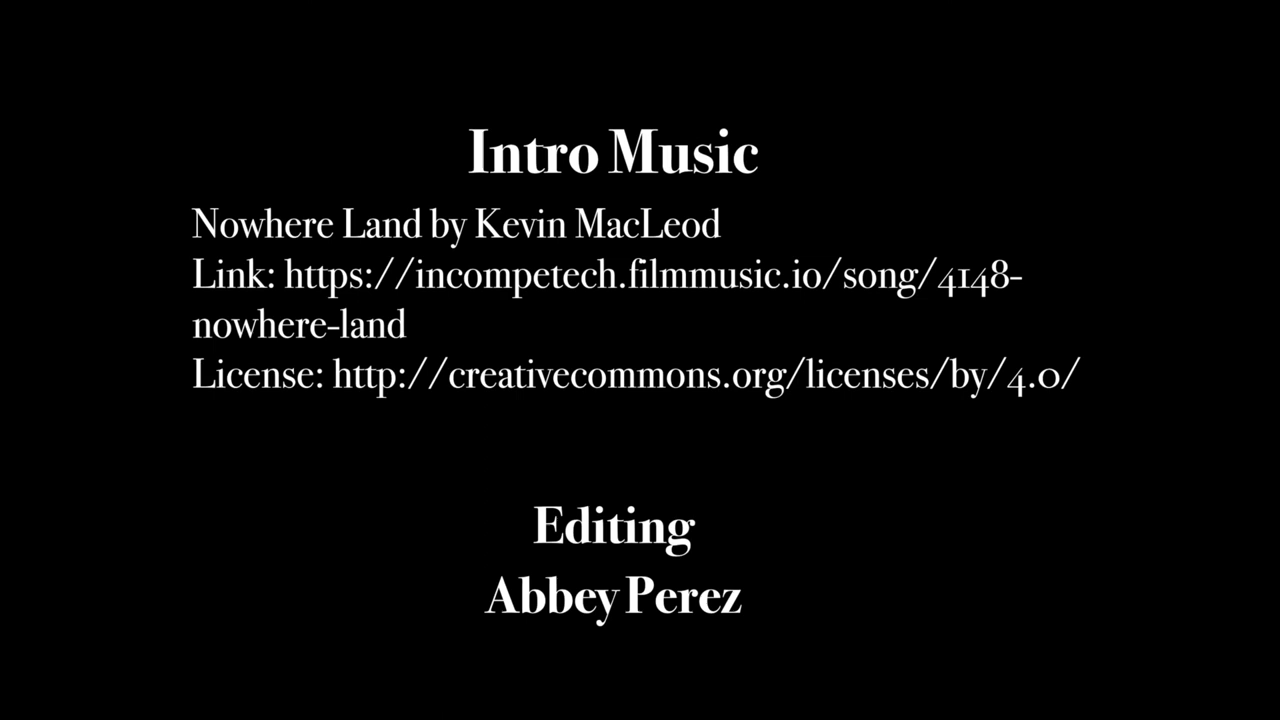 Intro Music
Nowhere Land by Kevin MacLeod
Link: https://incompetech.filmmusic.io/song/4148-
nowhere-land
License: http://creativecommons.org/licenses/by/4.0/
Editing
Abbey Perez